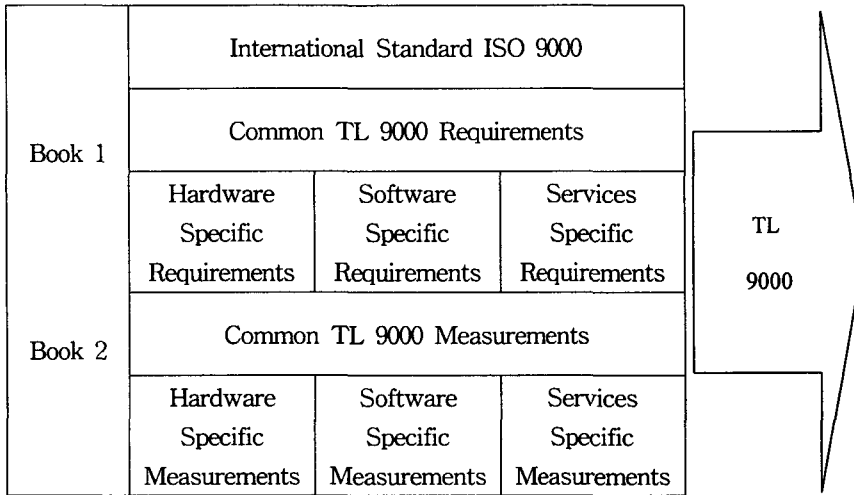 International Standard ISO 9000
Common TL 9000 Requirements
Book 1
Hardware
Specific
Requirements
Software
Specific
Requirements
Services
Specific
Requirements
Common TL 9000 Measurements
Book 2
Hardware
Specific
Measurements
Software
Specific
Measurements
Services
Specific
Measurements
TL
9000